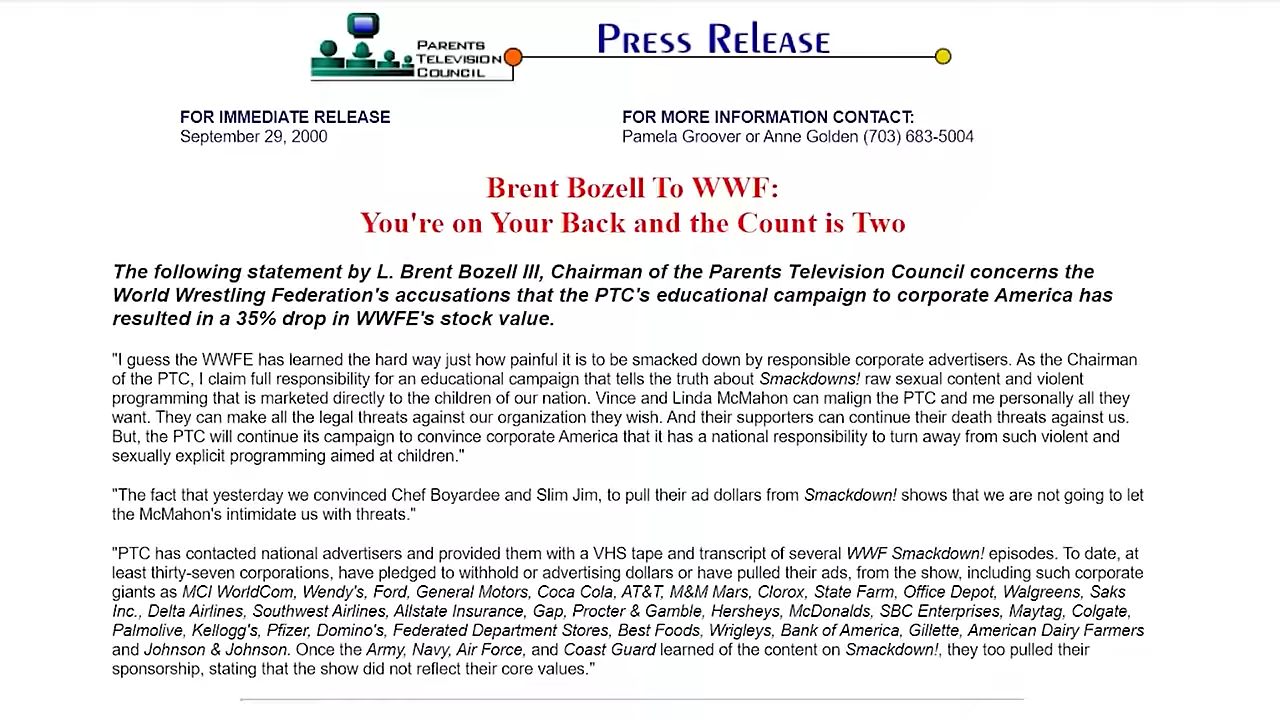 PARENTS
TELEVISION
COUNCIL
PRESS RELEASE
FOR IMMEDIATE RELEASE
September 29, 2000
FOR MORE INFORMATION CONTACT:
Pamela Groover or Anne Golden (703) 683-5004
Brent Bozell To WWF:
You're on Your Back and the Count is Two
The following statement by L. Brent Bozell III, Chairman of the Parents Television Council concerns the
World Wrestling Federation's accusations that the PTC's educational campaign to corporate America has
resulted in a 35% drop in WWFE's stock value.
"I guess the WWFE has learned the hard way just how painful it is to be smacked down by responsible corporate advertisers. As the Chairman
of the PTC, I claim full responsibility for an educational campaign that tells the truth about Smackdowns! raw sexual content and violent
programming that is marketed directly to the children of our nation. Vince and Linda McMahon can malign the PTC and me personally all they
want. They can make all the legal threats against our organization they wish. And their supporters can continue their death threats against us.
But, the PTC will continue its campaign to convince corporate America that it has a national responsibility to turn away from such violent and
sexually explicit programming aimed at children."
"The fact that yesterday we convinced Chef Boyardee and Slim Jim, to pull their ad dollars from Smackdown! shows that we are not going to let
the McMahon's intimidate us with threats."
"PTC has contacted national advertisers and provided them with a VHS tape and transcript of several WWF Smackdown! episodes. To date, at
least thirty-seven corporations, have pledged to withhold or advertising dollars or have pulled their ads, from the show, including such corporate
giants as MCI WorldCom, Wendy's, Ford, General Motors, Coca Cola, AT&T, M&M Mars, Clorox, State Farm, Office Depot, Walgreens, Saks
Inc., Delta Airlines, Southwest Airlines, Allstate Insurance, Gap, Procter & Gamble, Hersheys, McDonalds, SBC Enterprises, Maytag, Colgate,
Palmolive, Kellogg's, Pfizer, Domino's, Federated Department Stores, Best Foods, Wrigleys, Bank of America, Gillette, American Dairy Farmers
and Johnson & Johnson. Once the Army, Navy, Air Force, and Coast Guard learned of the content on Smackdown!, they too pulled their
sponsorship, stating that the show did not reflect their core values."